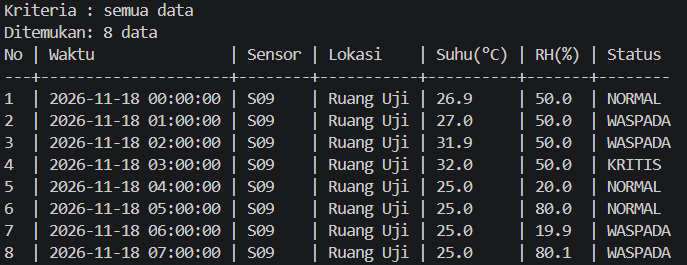 Kriteria : semua data
Ditemukan: 8 data
No | Waktu               | Sensor | Lokasi    | Suhu(°C) | RH(%) | Status
---+---------------------+--------+-----------+----------+-------+--------
1  | 2026-11-18 00:00:00 | S09    | Ruang Uji | 26.9     | 50.0  | NORMAL
2  | 2026-11-18 01:00:00 | S09    | Ruang Uji | 27.0     | 50.0  | WASPADA
3  | 2026-11-18 02:00:00 | S09    | Ruang Uji | 31.9     | 50.0  | WASPADA
4  | 2026-11-18 03:00:00 | S09    | Ruang Uji | 32.0     | 50.0  | KRITIS
5  | 2026-11-18 04:00:00 | S09    | Ruang Uji | 25.0     | 20.0  | NORMAL
6  | 2026-11-18 05:00:00 | S09    | Ruang Uji | 25.0     | 80.0  | NORMAL
7  | 2026-11-18 06:00:00 | S09    | Ruang Uji | 25.0     | 19.9  | WASPADA
8  | 2026-11-18 07:00:00 | S09    | Ruang Uji | 25.0     | 80.1  | WASPADA